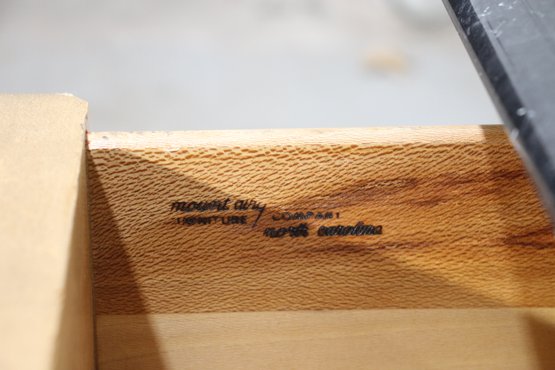 mount airy
FURNITURE COMPANY
north carolina